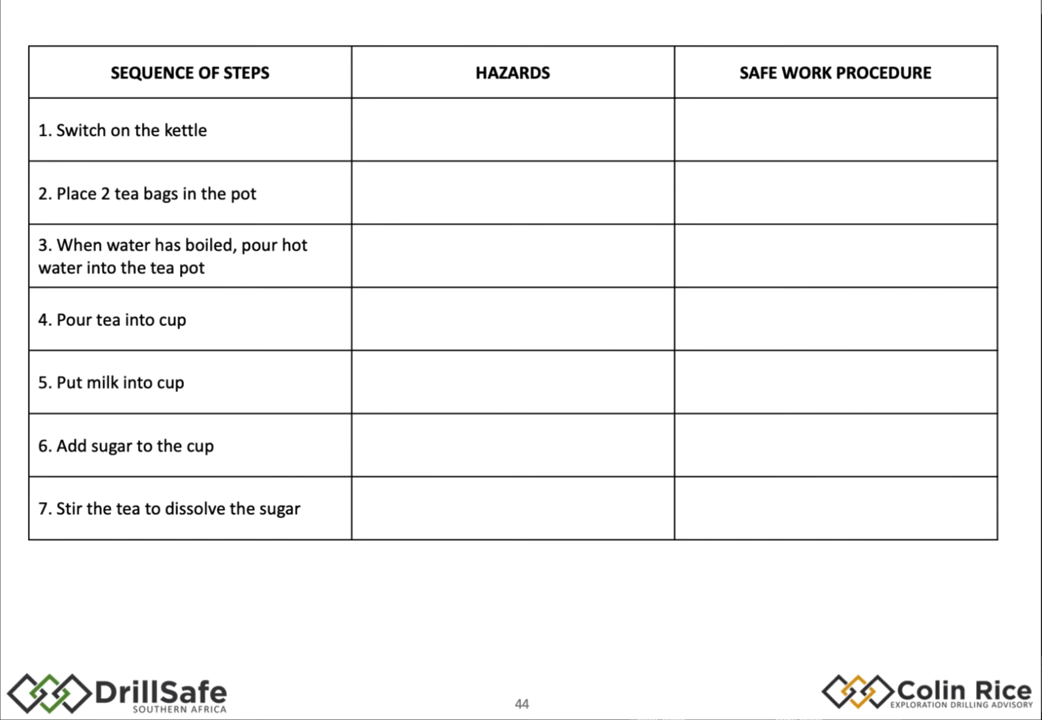 SEQUENCE OF STEPS
HAZARDS
SAFE WORK PROCEDURE
1. Switch on the kettle
2. Place 2 tea bags in the pot
3. When water has boiled, pour hot
water into the tea pot
4. Pour tea into cup
5. Put milk into cup
6. Add sugar to the cup
7. Stir the tea to dissolve the sugar
DrillSafe
SOUTHERN AFRICA
44
Colin Rice
EXPLORATION DRILLING ADVISORY